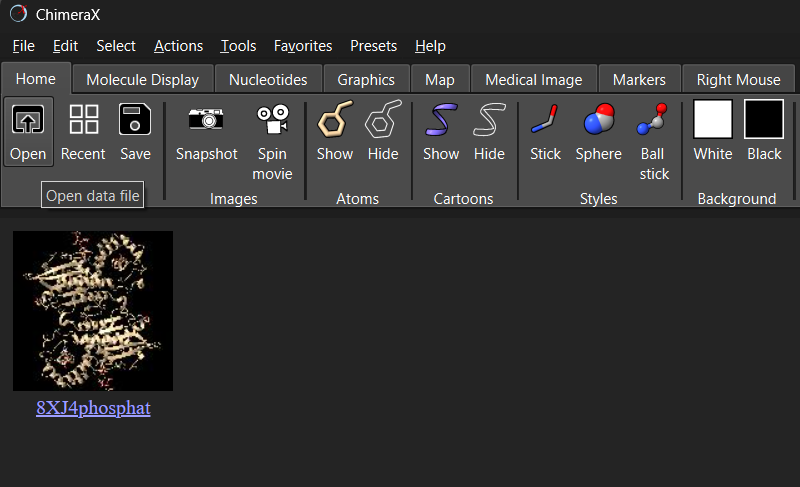 ChimeraX
File Edit Select Actions Tools Favorites Presets Help
Home Molecule Display Nucleotides Graphics Map Medical Image Markers Right Mouse
Open Recent Save Snapshot Spin movie Show Hide Show Hide Stick Sphere Ball stick White Black
Open data file
Images Atoms Cartoons Styles Background
8XJ4phosphat